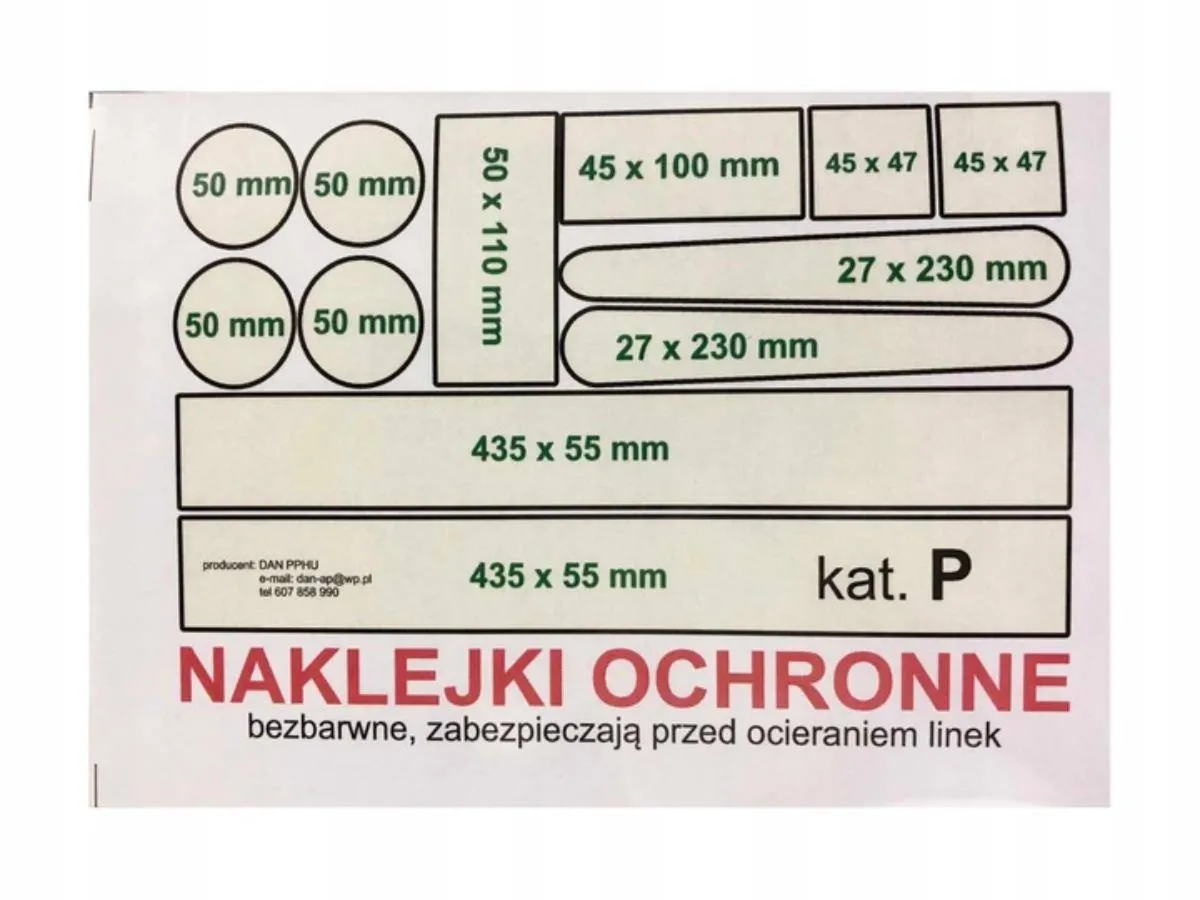 50 mm 50 mm
50 mm 50 mm
50 x 110 mm
45 x 100 mm
45 x 47
45 x 47
27 x 230 mm
27 x 230 mm
435 x 55 mm
producent: DAN PPHU
e-mail: dan-ap@wp.pl
tel 607 858 990
435 x 55 mm
kat. P
NAKLEJKI OCHRONNE
bezbarwne, zabezpieczają przed ocieraniem linek